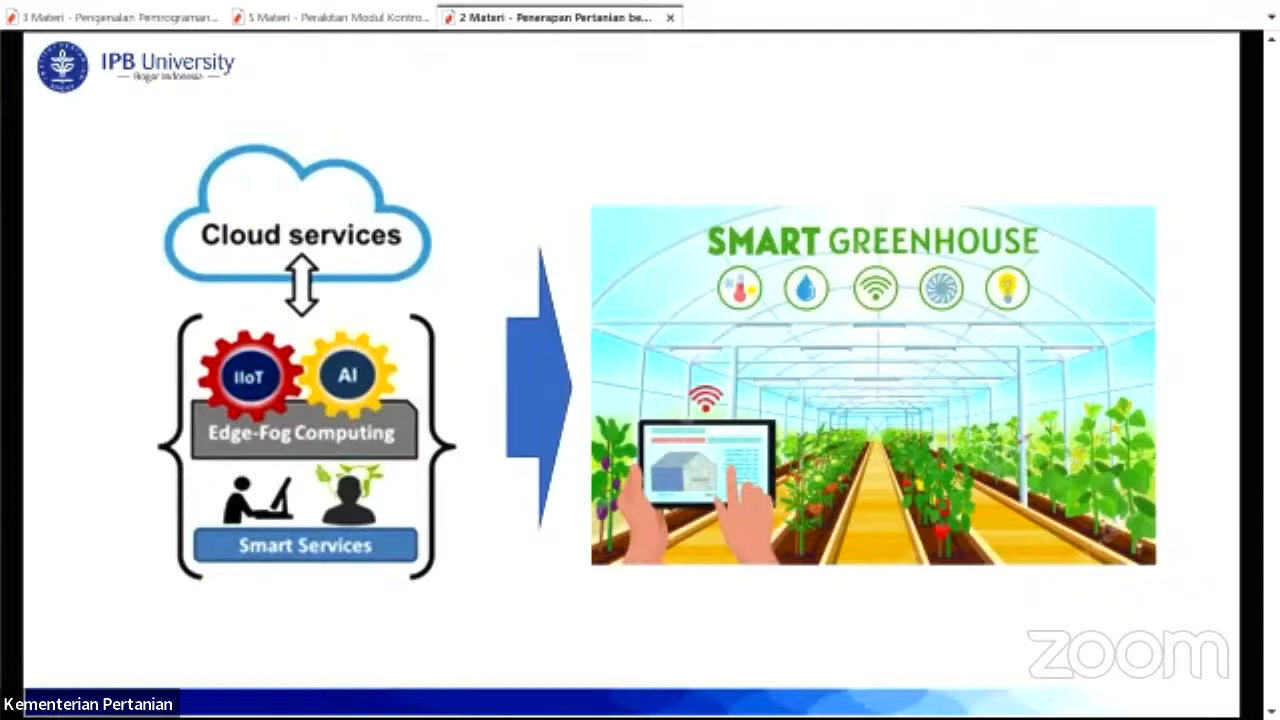 3 Materi - Pengenalan Pemrograman...
5 Materi - Perakitan Modul Kontro...
2 Materi - Penerapan Pertanian be...
IPB University
Bogor Indonesia
Cloud services
IIoT
AI
Edge-Fog Computing
Smart Services
SMART GREENHOUSE
zoom
Kementerian Pertanian